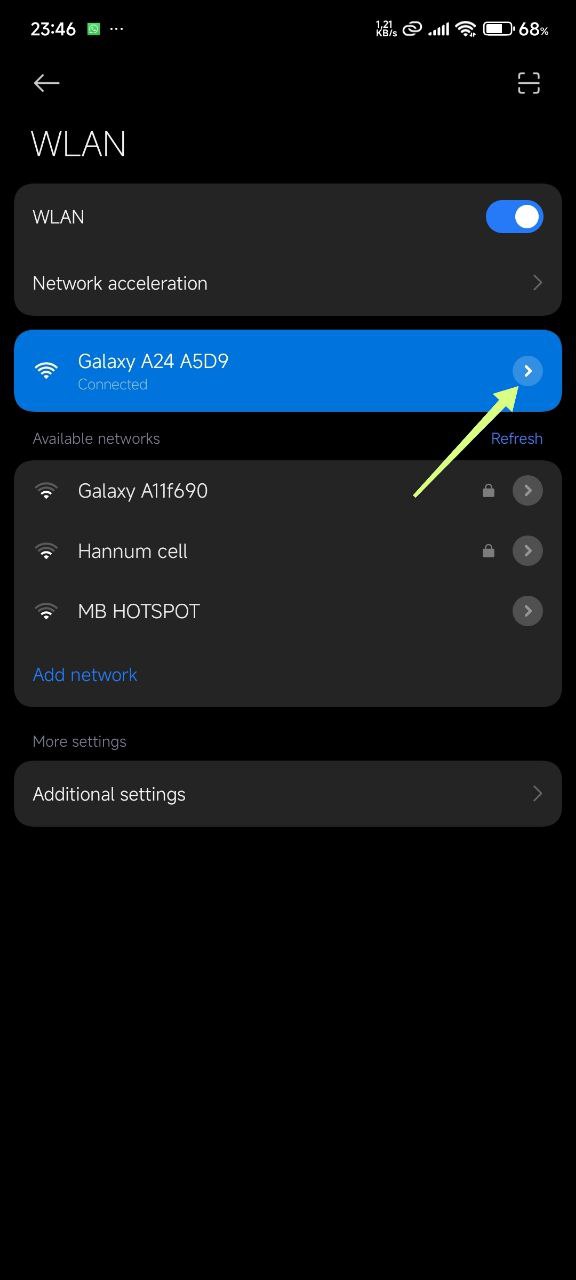 23:46 ... 1,21 KB/s 68%
WLAN
WLAN
Network acceleration
Galaxy A24 A5D9
Connected
Available networks Refresh
Galaxy A11f690
Hannum cell
MB HOTSPOT
Add network
More settings
Additional settings